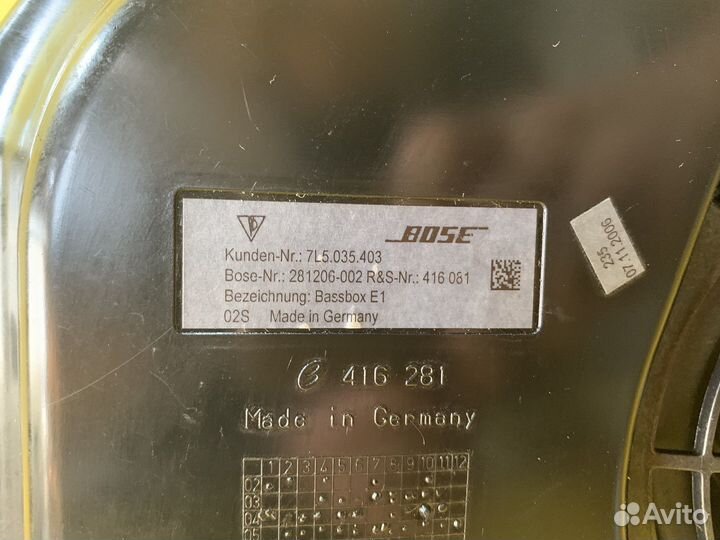 BOSE
Kunden-Nr.: 7L5.035.403
Bose-Nr.: 281206-002 R&S-Nr.: 416 081
Bezeichnung: Bassbox E1
02S Made in Germany
235
07.11.2006
416 281
Made in Germany
1 2 3 4 5 6 7 8 9 10 11 12
02
03
04
05
Avito